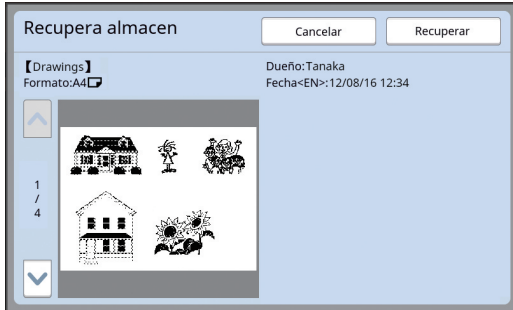 Recupera almacen
Cancelar
Recuperar
【Drawings】
Formato:A4
Dueño:Tanaka
Fecha<EN>:12/08/16 12:34
1
/
4